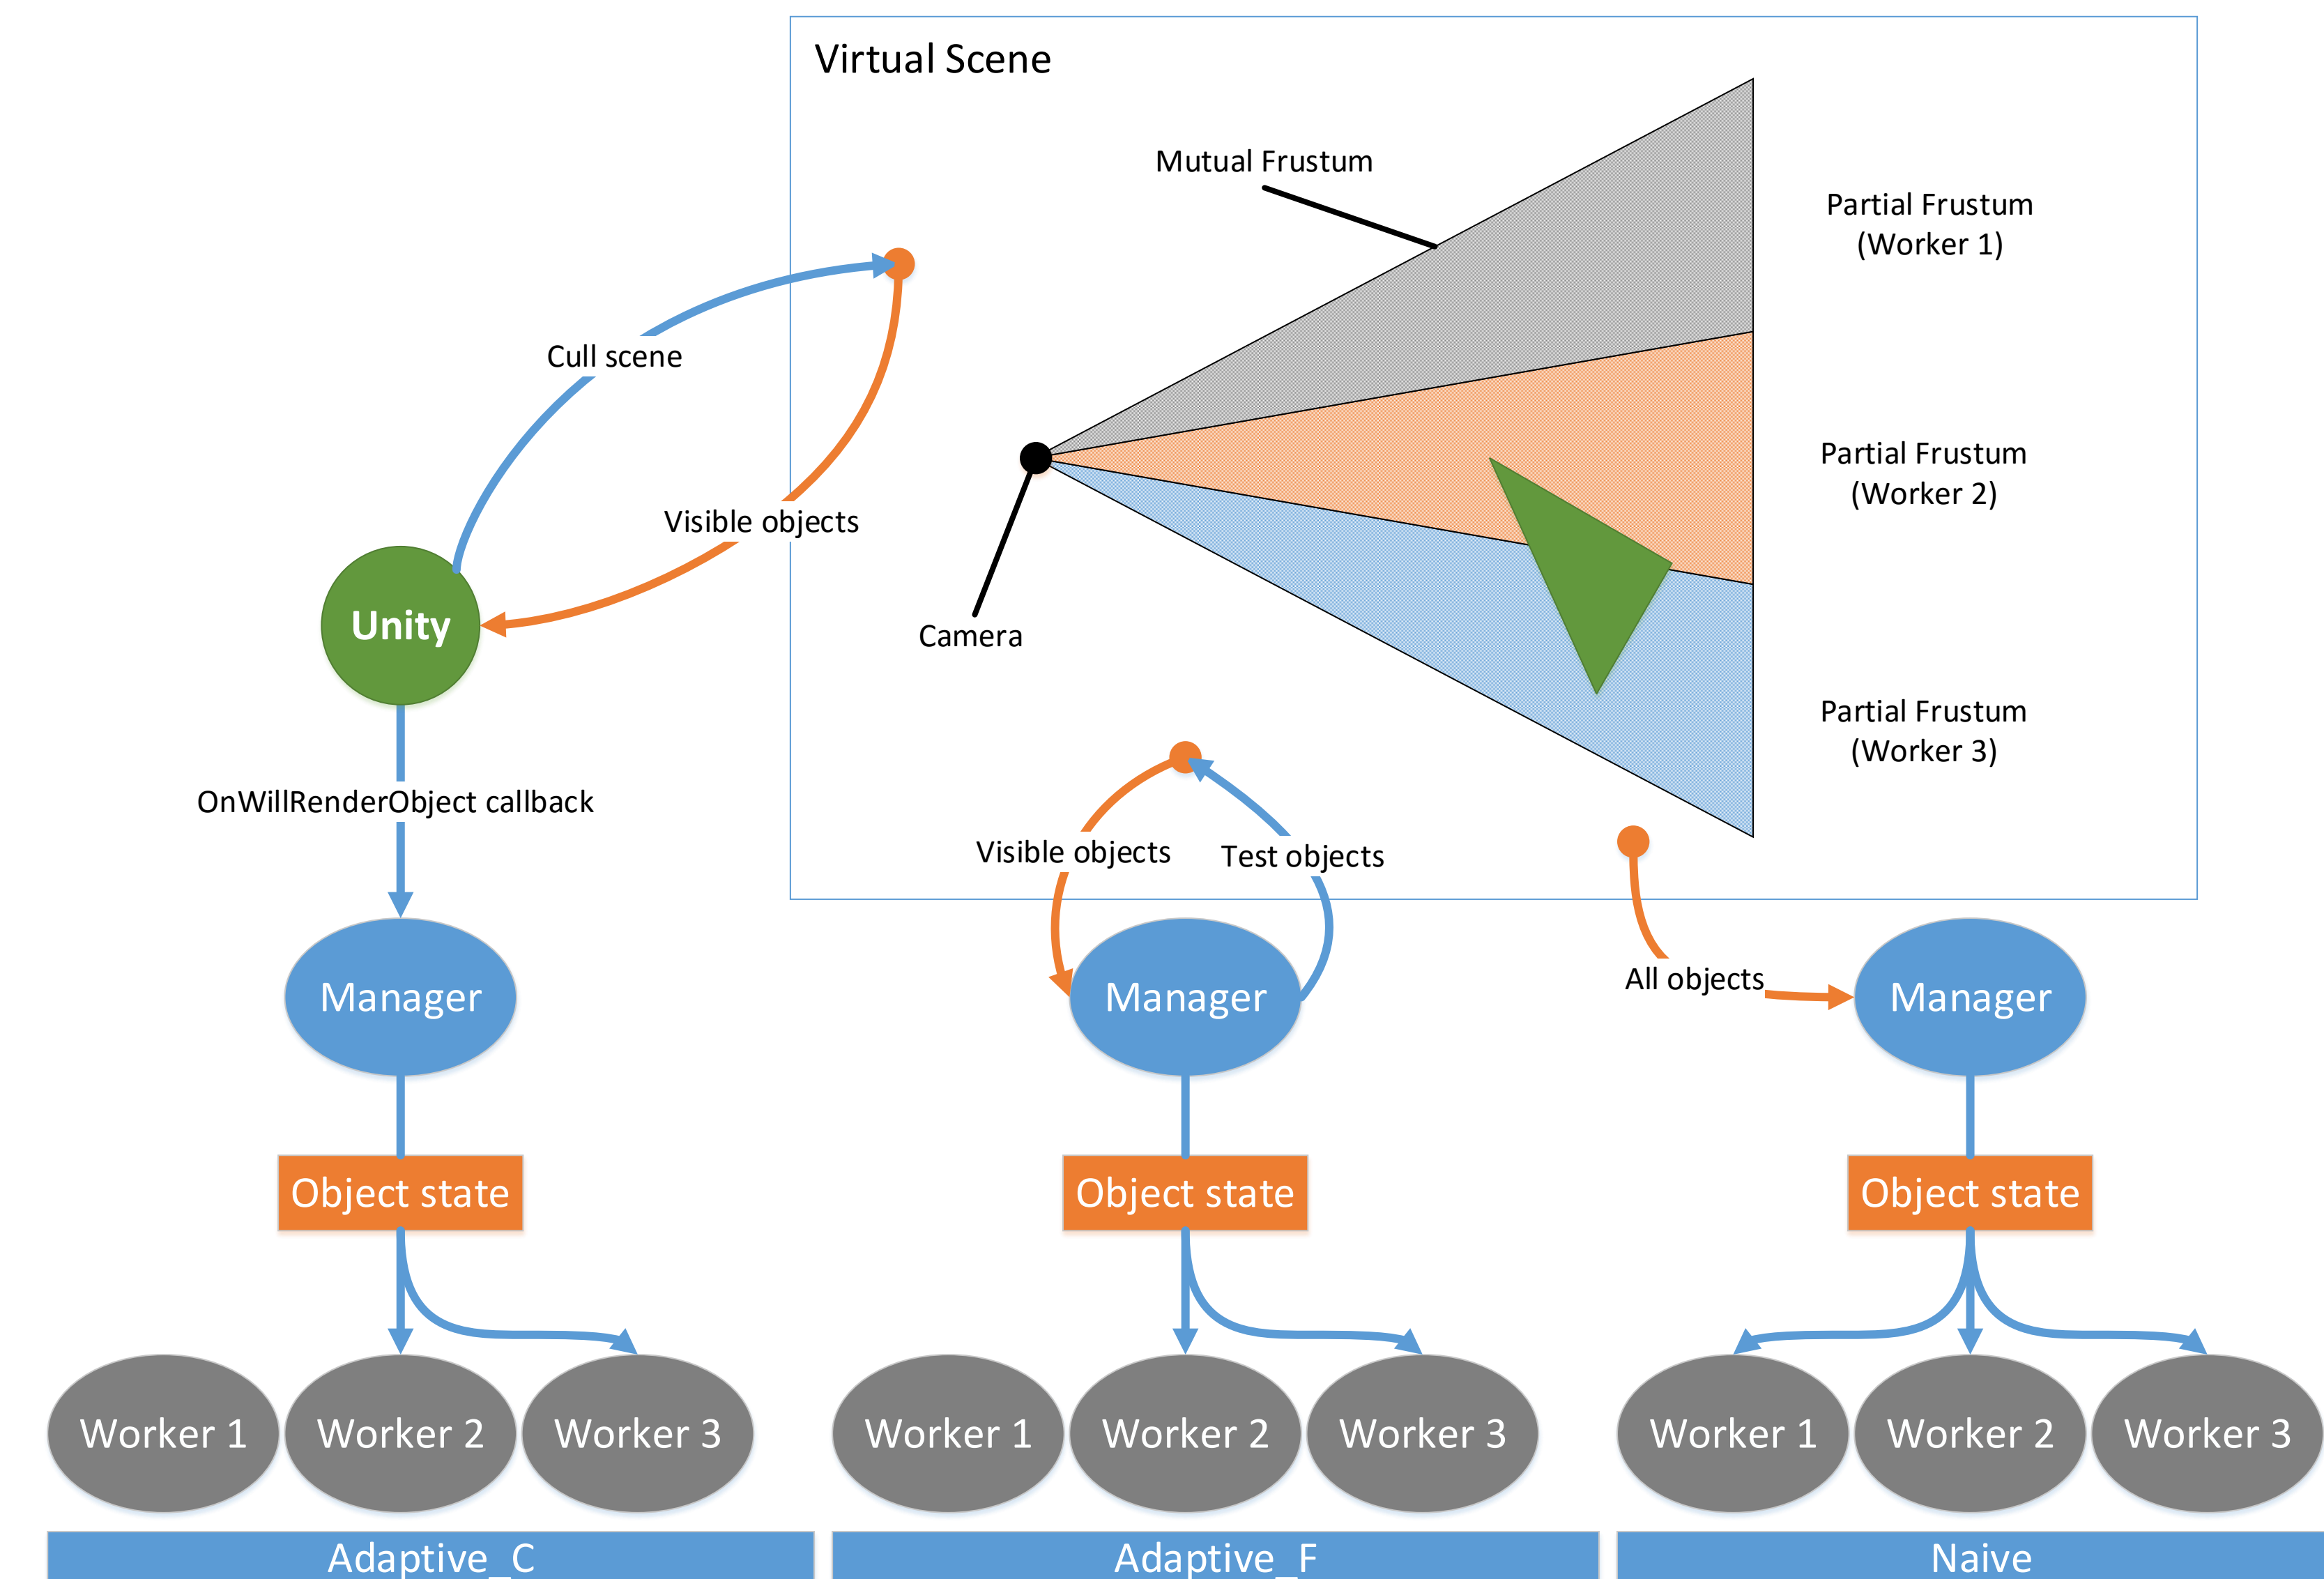 Virtual Scene
Mutual Frustum
Partial Frustum
(Worker 1)
Cull scene
Partial Frustum
(Worker 2)
Visible objects
Unity
Camera
Partial Frustum
(Worker 3)
OnWillRenderObject callback
Visible objects
Test objects
All objects
Manager
Manager
Manager
Object state
Object state
Object state
Worker 1
Worker 2
Worker 3
Worker 1
Worker 2
Worker 3
Worker 1
Worker 2
Worker 3
Adaptive_C
Adaptive_F
Naive